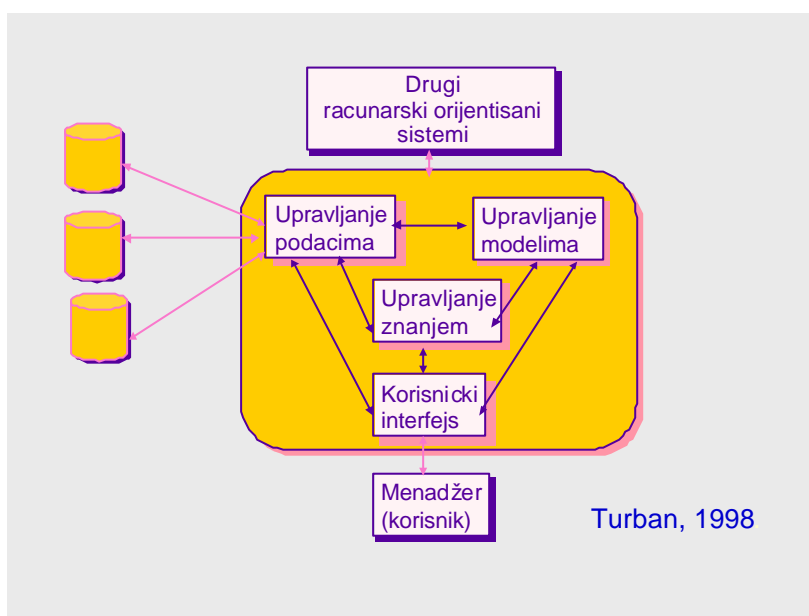 Drugi
racunarski orijentisani
sistemi
Upravljanje
podacima
Upravljanje
modelima
Upravljanje
znanjem
Korisnicki
interfejs
Menadžer
(korisnik)
Turban, 1998.